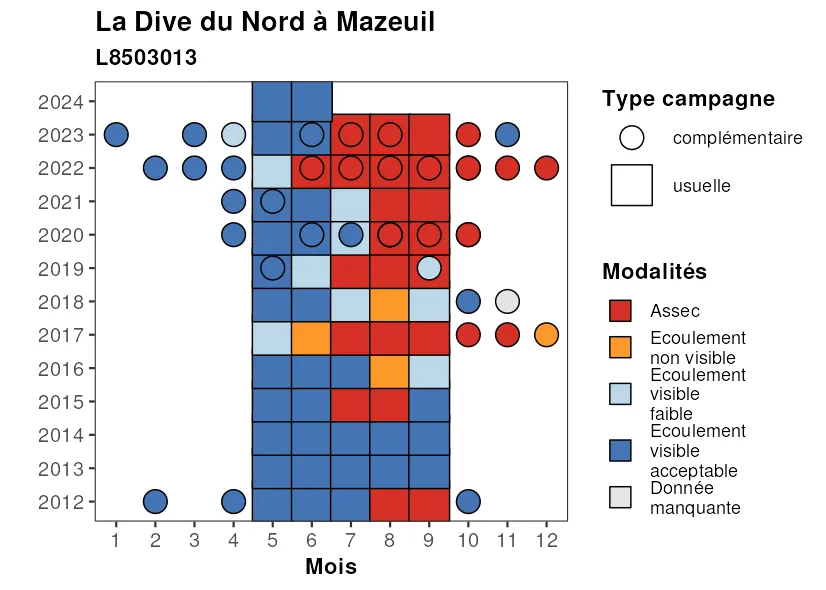 La Dive du Nord à Mazeuil
L8503013
2024
2023
2022
2021
2020
2019
2018
2017
2016
2015
2014
2013
2012
1 2 3 4 5 6 7 8 9 10 11 12
Mois
Type campagne
complémentaire
usuelle
Modalités
Assec
Ecoulement
non visible
Ecoulement
visible
faible
Ecoulement
visible
acceptable
Donnée
manquante